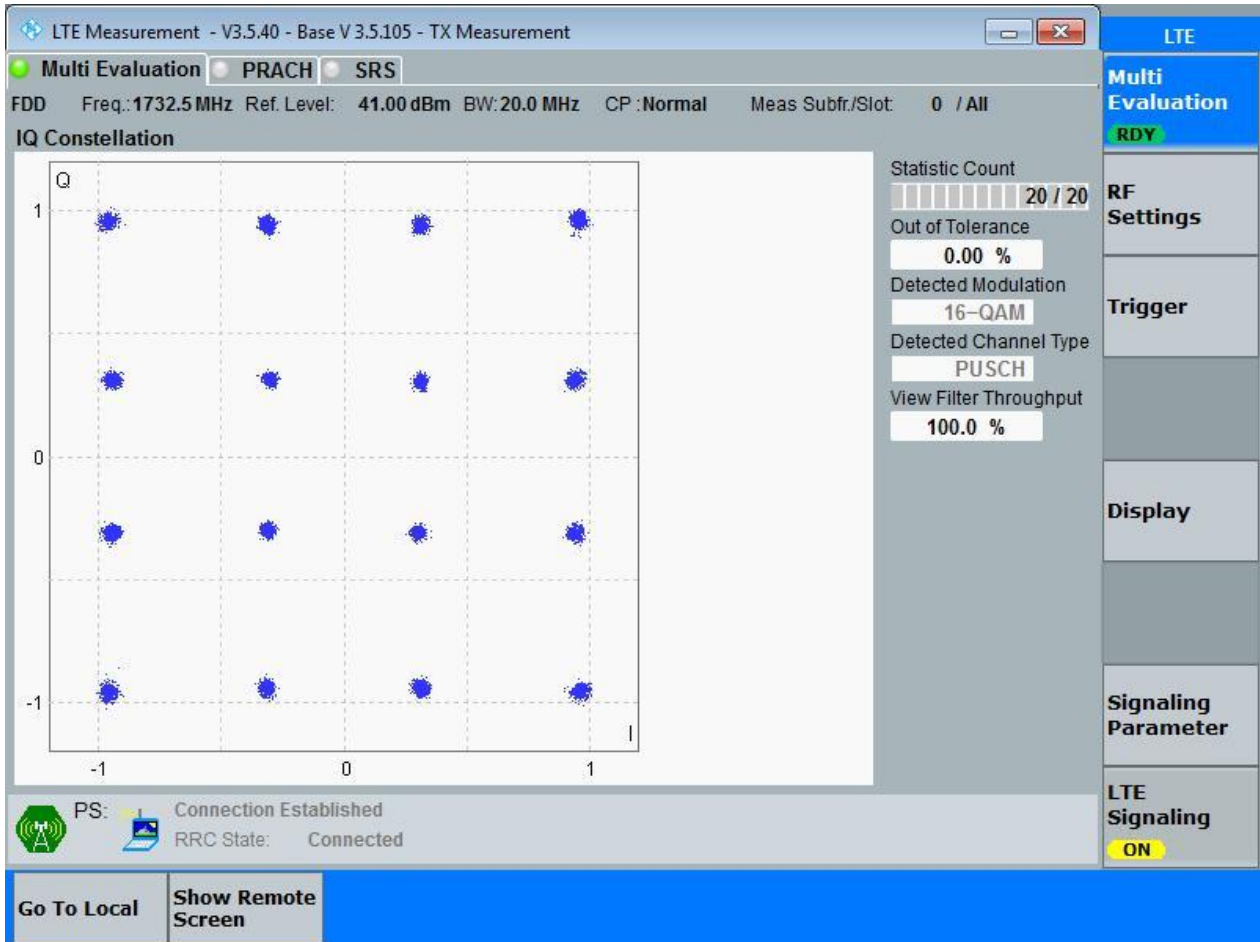 LTE Measurement - V3.5.40 - Base V 3.5.105 - TX Measurement
LTE
Multi Evaluation PRACH SRS
FDD Freq.: 1732.5 MHz Ref. Level: 41.00 dBm BW: 20.0 MHz CP : Normal Meas Subfr./Slot: 0 / All
IQ Constellation
Q
1
0
-1
I
-1 0 1
Statistic Count
20 / 20
Out of Tolerance
0.00 %
Detected Modulation
16-QAM
Detected Channel Type
PUSCH
View Filter Throughput
100.0 %
Multi
Evaluation
RDY
RF
Settings
Trigger
Display
Signaling
Parameter
LTE
Signaling
ON
PS: Connection Established
RRC State: Connected
Go To Local
Show Remote
Screen